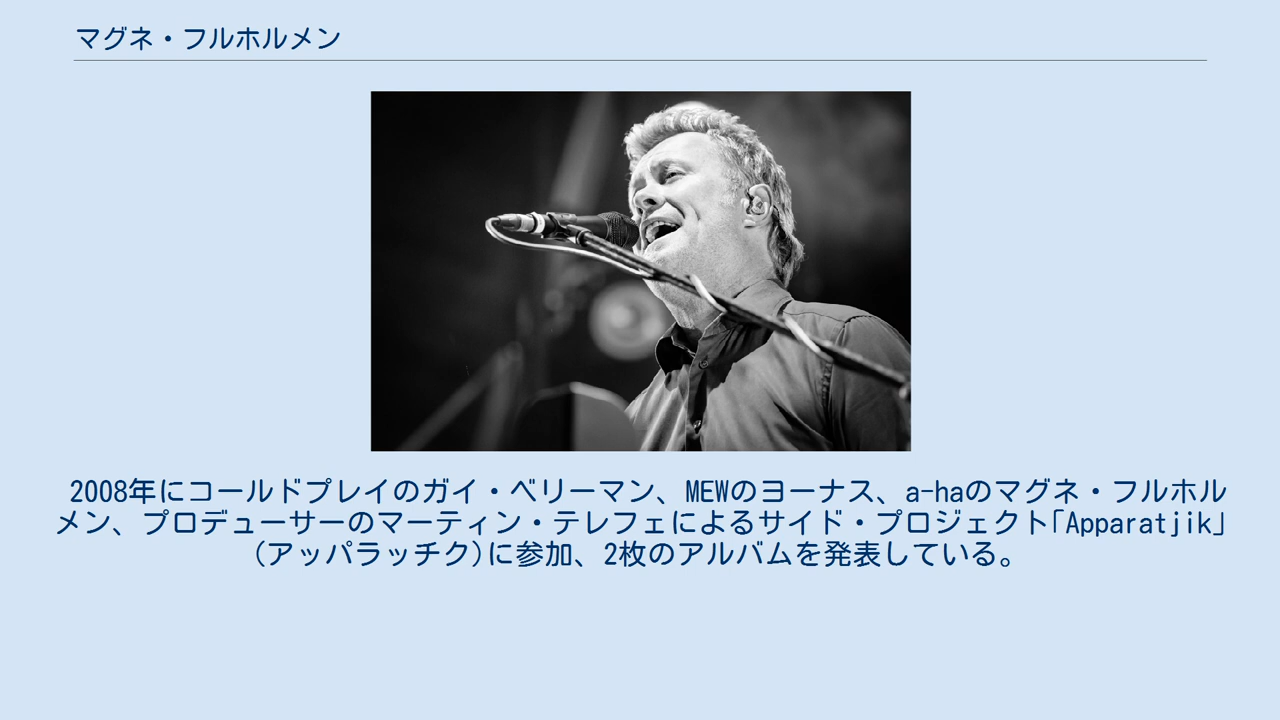 マグネ・フルホルメン
2008年にコールドプレイのガイ・ベリーマン、MEWのヨーナス、a-haのマグネ・フルホル
メン、プロデューサーのマーティン・テレフェによるサイド・プロジェクト｢Apparatjik｣
(アッパラッチク)に参加、2枚のアルバムを発表している。